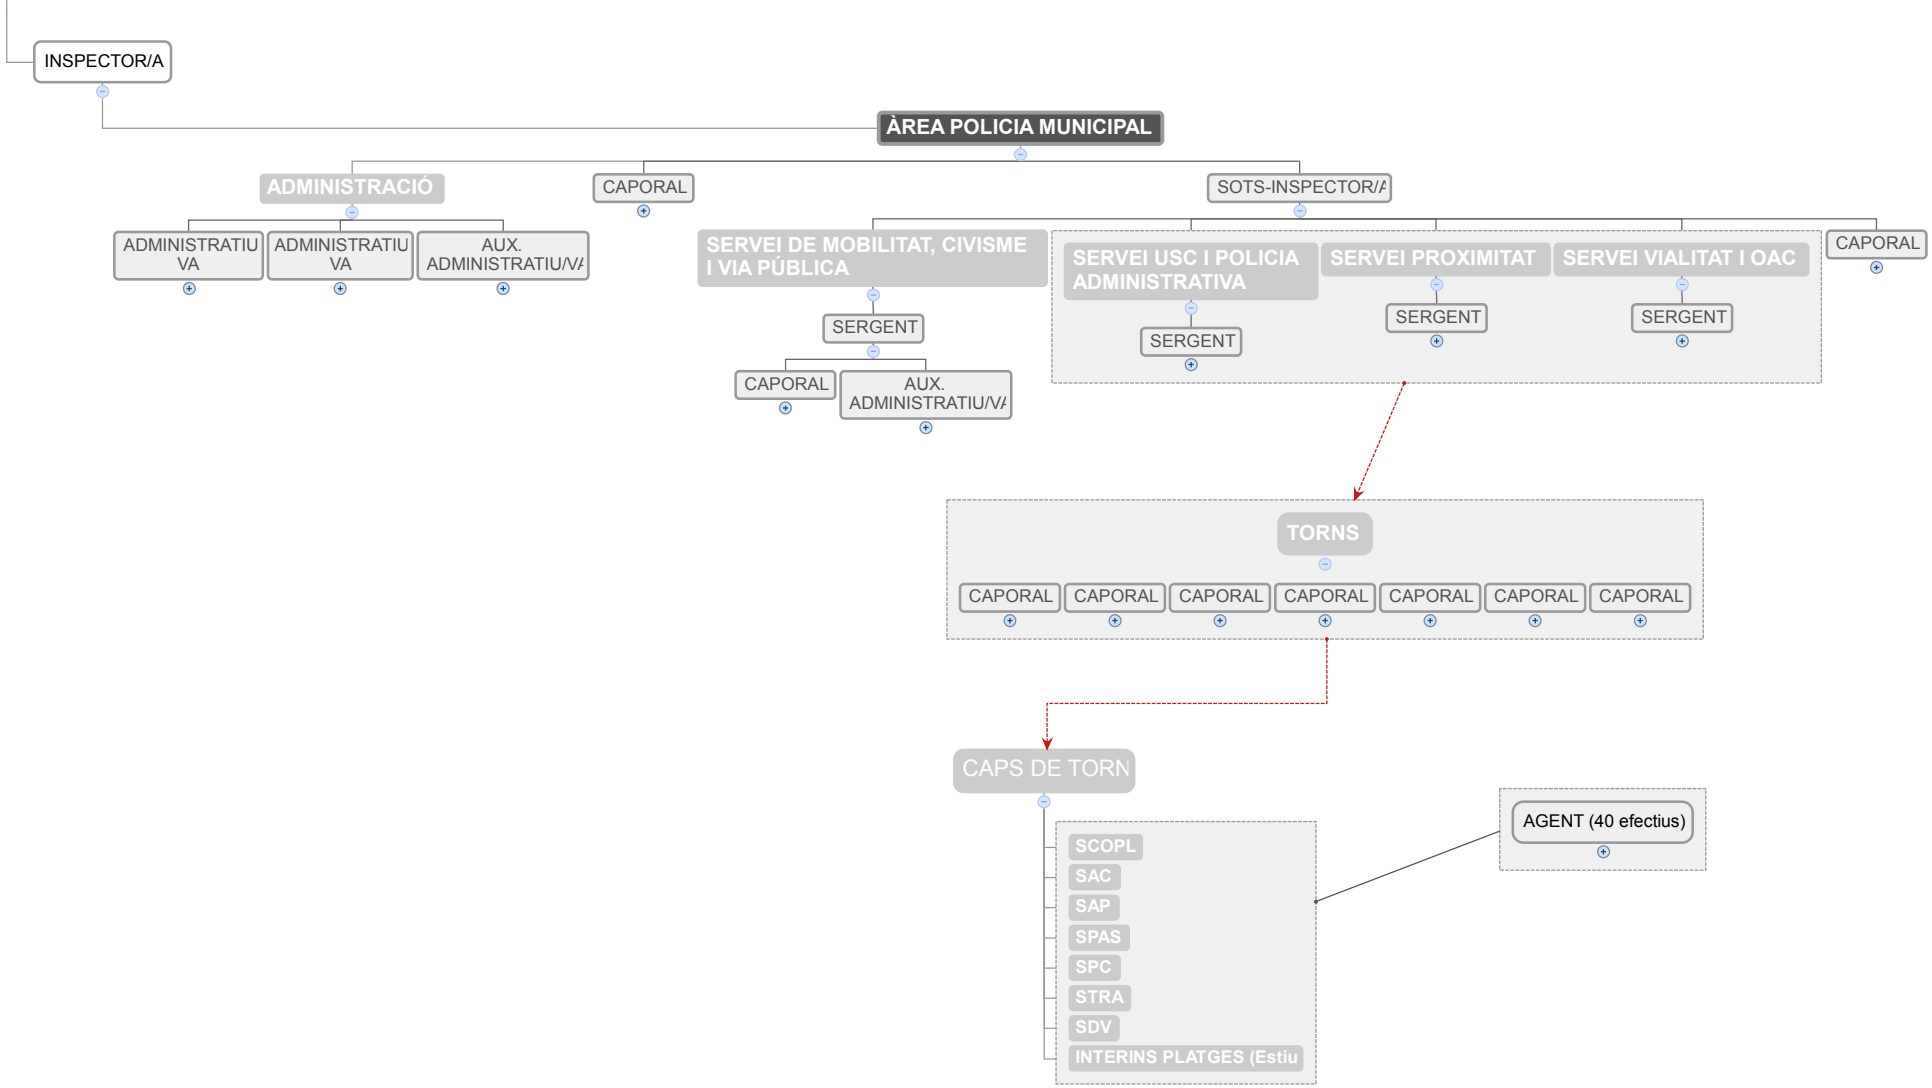 INSPECTOR/A
ÀREA POLICIA MUNICIPAL
ADMINISTRACIÓ
CAPORAL
SOTS-INSPECTOR/A
ADMINISTRATIU
VA
ADMINISTRATIU
VA
AUX.
ADMINISTRATIU/VA
SERVEI DE MOBILITAT, CIVISME
I VIA PÚBLICA
SERVEI USC I POLICIA
ADMINISTRATIVA
SERVEI PROXIMITAT
SERVEI VIALITAT I OAC
CAPORAL
SERGENT
SERGENT
SERGENT
SERGENT
CAPORAL
AUX.
ADMINISTRATIU/VA
TORNS
CAPORAL
CAPORAL
CAPORAL
CAPORAL
CAPORAL
CAPORAL
CAPORAL
CAPS DE TORN
AGENT (40 efectius)
SCOPL
SAC
SAP
SPAS
SPC
STRA
SDV
INTERINS PLATGES (Estiu